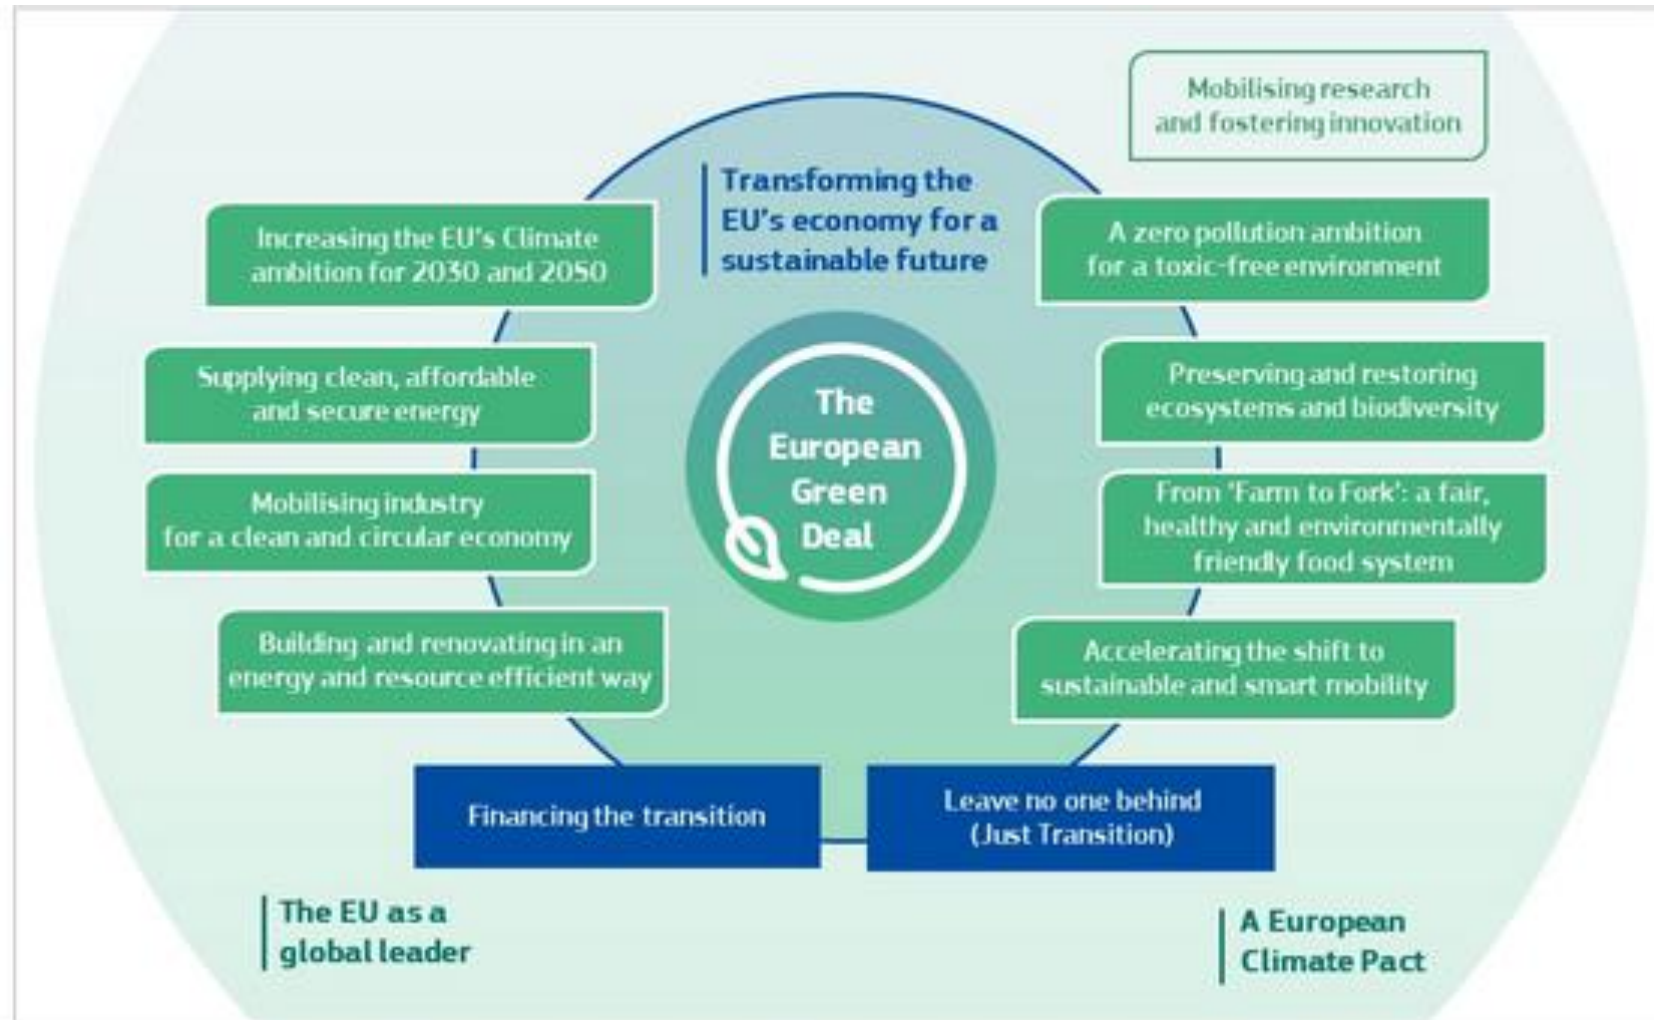 Mobilising research
and fostering innovation
Transforming the
EU's economy for a
sustainable future
Increasing the EU's Climate
ambition for 2030 and 2050
A zero pollution ambition
for a toxic-free environment
Supplying clean, affordable
and secure energy
Preserving and restoring
ecosystems and biodiversity
The
European
Green
Deal
Mobilising industry
for a clean and circular economy
From 'Farm to Fork': a fair,
healthy and environmentally
friendly food system
Building and renovating in an
energy and resource efficient way
Accelerating the shift to
sustainable and smart mobility
Financing the transition
Leave no one behind
(Just Transition)
The EU as a
global leader
A European
Climate Pact